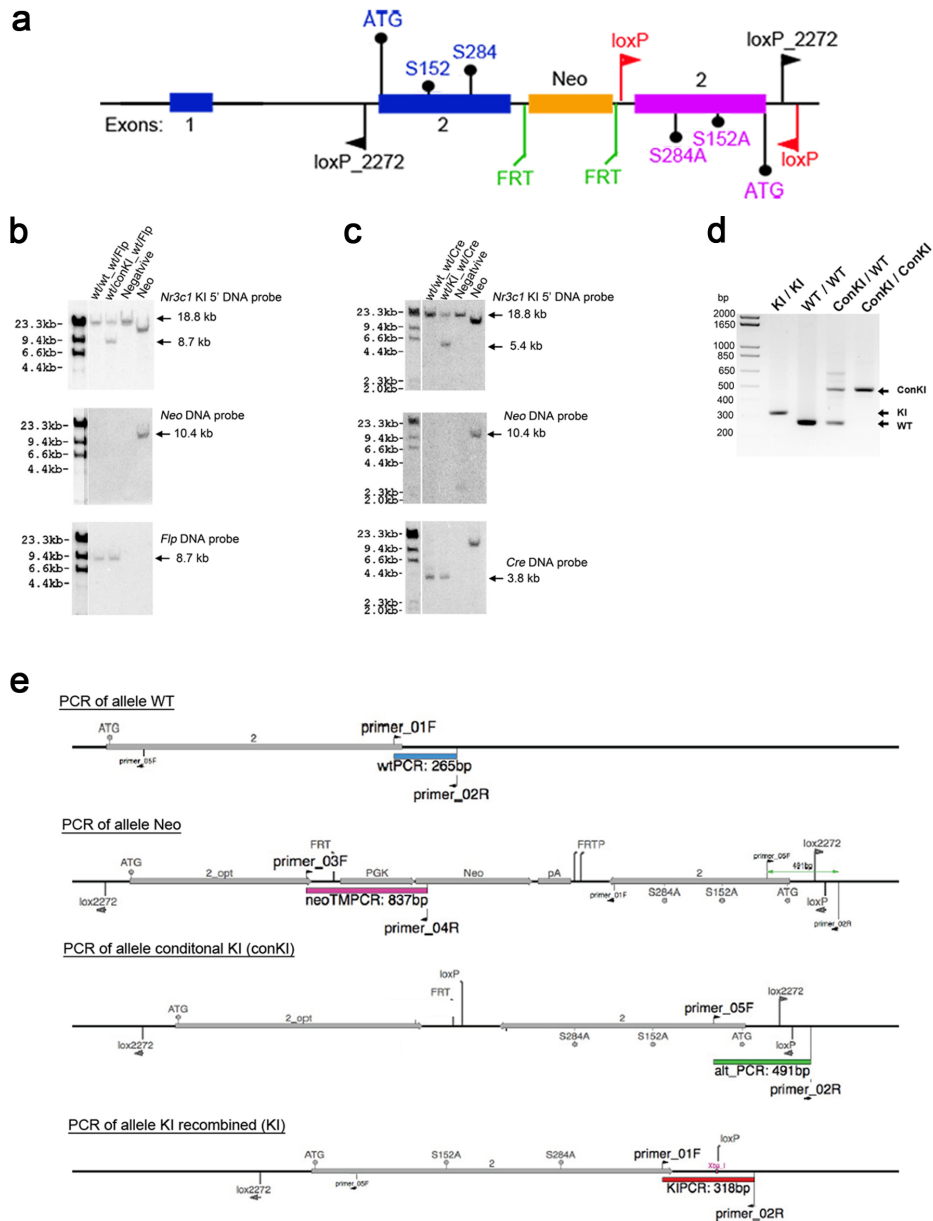 a
ATG
S152
S284
Neo
loxP
2
loxP_2272
Exons:
1
loxP_2272
2
FRT
FRT
S284A
S152A
ATG
loxP
b
wt/wt_wt/Flp
wt/conKI_wt/Flp
Negatvive
Neo
Nr3c1 KI 5' DNA probe
23.3kb-
9.4kb-
6.6kb-
4.4kb-
18.8 kb
8.7 kb
Neo DNA probe
23.3kb-
9.4kb-
6.6kb-
4.4kb-
10.4 kb
Flp DNA probe
23.3kb-
9.4kb-
6.6kb-
4.4kb-
8.7 kb
c
wt/wt_wt/Cre
wt/KI_wt/Cre
Negative
Neo
Nr3c1 KI 5' DNA probe
23.3kb-
9.4kb-
6.6kb-
4.4kb-
2.3kb-
2.0kb-
18.8 kb
5.4 kb
Neo DNA probe
23.3kb-
9.4kb-
6.6kb-
4.4kb-
2.3kb-
2.0kb-
10.4 kb
23.3kb-
9.4kb-
6.6kb-
4.4kb-
2.3kb-
2.0kb-
Cre DNA probe
3.8 kb
d
KI / KI
WT / WT
ConKI / WT
ConKI / ConKI
bp
2000
1650
1000
850
650
500
400
300
200
ConKI
KI
WT
e
PCR of allele WT
ATG
2
primer_01F
primer_05F
wtPCR: 265bp
primer_02R
PCR of allele Neo
ATG
2_opt
FRT
primer_03F
PGK
Neo
pA
FRTP
2
primer_05F
491bp
lox2272
lox2272
neoTMPCR: 837bp
primer_04R
primer_01F
S284A
S152A
ATG
loxP
primer_02R
PCR of allele conditonal KI (conKI)
loxP
FRT
ATG
2_opt
2
primer_05F
lox2272
lox2272
S284A
S152A
ATG
loxP
alt_PCR: 491bp
primer_02R
PCR of allele KI recombined (KI)
ATG
S152A
2
S284A
primer_01F
loxP
Xba_I
lox2272
primer_05F
KIPCR: 318bp
primer_02R